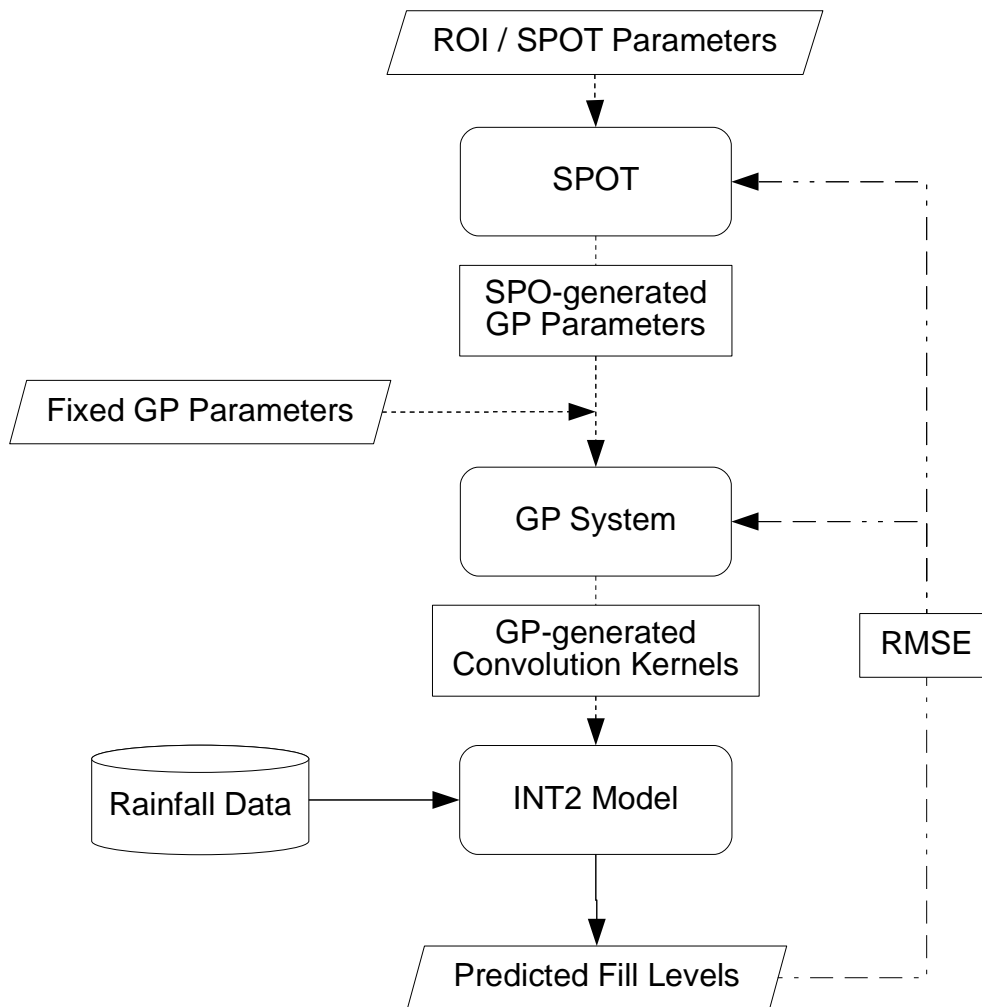 ROI / SPOT Parameters
SPOT
SPO-generated
GP Parameters
Fixed GP Parameters
GP System
GP-generated
Convolution Kernels
RMSE
Rainfall Data
INT2 Model
Predicted Fill Levels